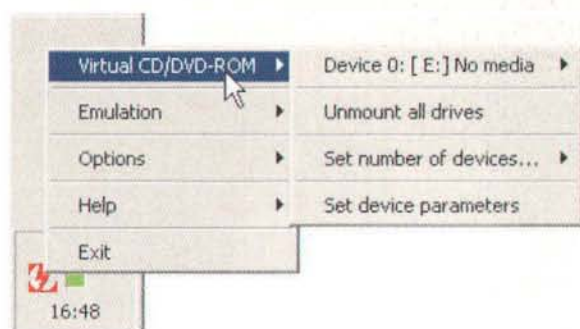 Virtual CD/DVD-ROM
Emulation
Options
Help
Exit
Device 0: [ E:] No media
Unmount all drives
Set number of devices...
Set device parameters
16:48